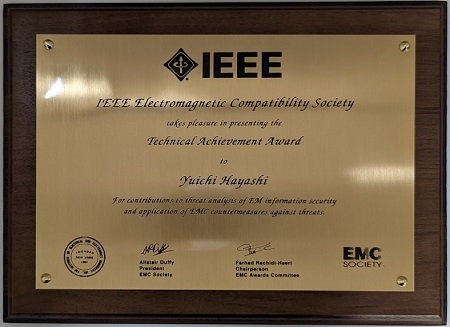 IEEE
IEEE Electromagnetic Compatibility Society
takes pleasure in presenting the
Technical Achievement Award
to
Yuichi Hayashi
For contributions to threat analysis of EM information security
and application of EMC countermeasures against threats.
Alistair Duffy
President
EMC Society
Farhad Rachidi-Haeri
Chairperson
EMC Awards Committee
EMC
SOCIETY